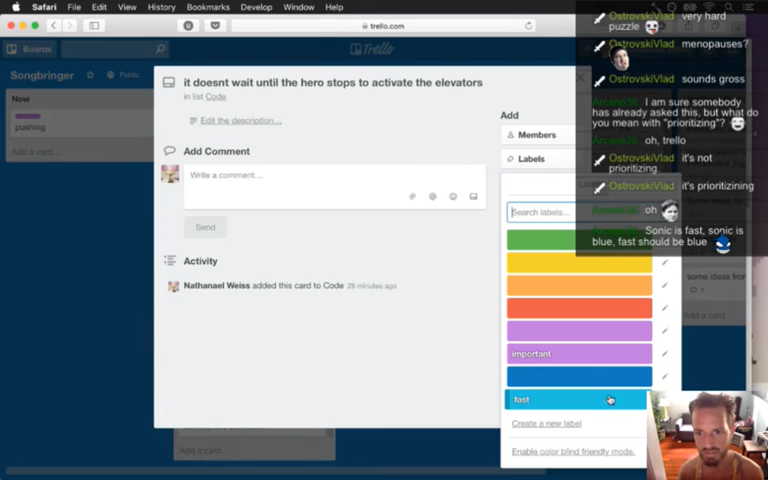 Safari File Edit View History Bookmarks Develop Window Help
trello.com
Boards
Trello
Songbringer
Public
Now
pushing
Add a card...
Add a card...
it doesnt wait until the hero stops to activate the elevators
in list Code
Edit the description...
Add Comment
Write a comment...
Send
Activity
Nathanael Weiss added this card to Code 28 minutes ago
Add
Members
Labels
Search labels...
important
fast
Create a new label
Enable color blind friendly mode.
some ideas from
3
Add a card...
OstrovskiVlad very hard
puzzle
OstrovskiVlad menopauses?
OstrovskiVlad sounds gross
Arcane36 I am sure somebody
has already asked this, but what do
you mean with "prioritizing"?
Arcane36 oh, trello
OstrovskiVlad it's not
prioritizing.
OstrovskiVlad it's prioritizining
Arcane36 oh
Arcane36 Sonic is fast, sonic is
blue, fast should be blue